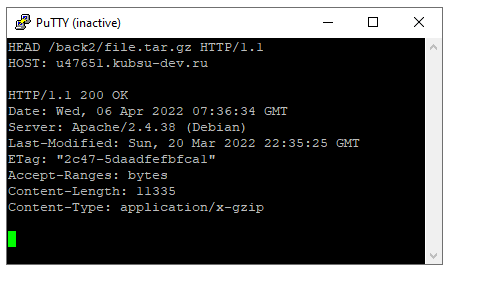 PuTTY (inactive)
HEAD /back2/file.tar.gz HTTP/1.1
HOST: u47651.kubsu-dev.ru
HTTP/1.1 200 OK
Date: Wed, 06 Apr 2022 07:36:34 GMT
Server: Apache/2.4.38 (Debian)
Last-Modified: Sun, 20 Mar 2022 22:35:25 GMT
ETag: "2c47-5daadfefbfca1"
Accept-Ranges: bytes
Content-Length: 11335
Content-Type: application/x-gzip